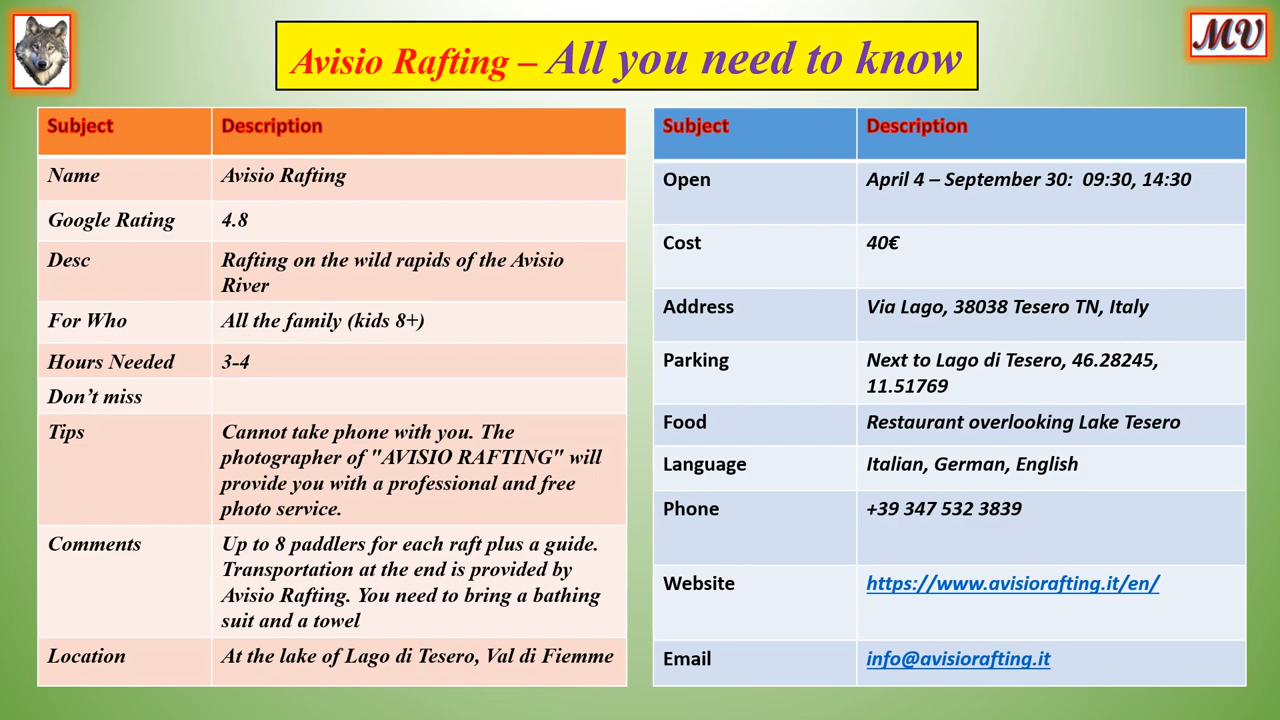 Avisio Rafting – All you need to know
MV
Subject Description
Name Avisio Rafting
Google Rating 4.8
Desc Rafting on the wild rapids of the Avisio
River
For Who All the family (kids 8+)
Hours Needed 3-4
Don’t miss
Tips Cannot take phone with you. The
photographer of "AVISIO RAFTING" will
provide you with a professional and free
photo service.
Comments Up to 8 paddlers for each raft plus a guide.
Transportation at the end is provided by
Avisio Rafting. You need to bring a bathing
suit and a towel
Location At the lake of Lago di Tesero, Val di Fiemme
Subject Description
Open April 4 – September 30: 09:30, 14:30
Cost 40€
Address Via Lago, 38038 Tesero TN, Italy
Parking Next to Lago di Tesero, 46.28245,
11.51769
Food Restaurant overlooking Lake Tesero
Language Italian, German, English
Phone +39 347 532 3839
Website https://www.avisiorafting.it/en/
Email info@avisiorafting.it